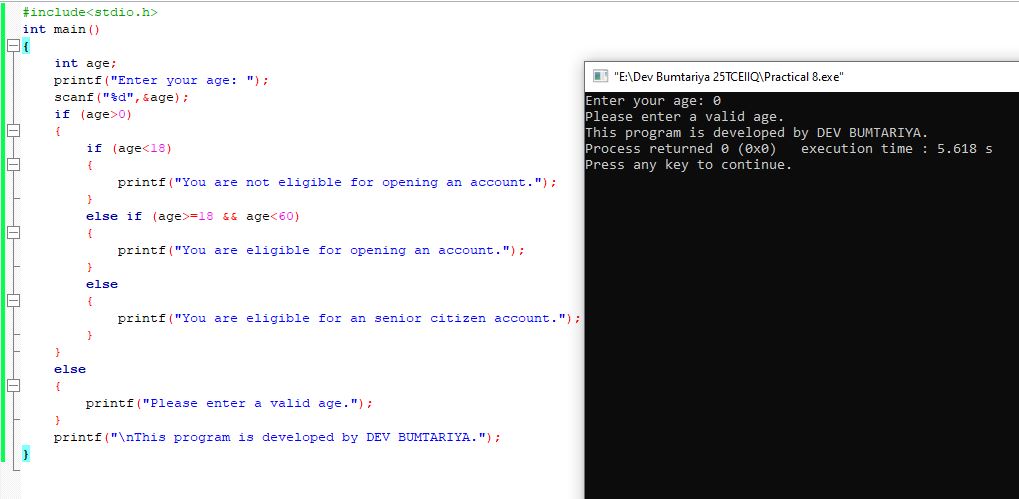 #include<stdio.h>
int main()
{
    int age;
    printf("Enter your age: ");
    scanf("%d",&age);
    if (age>0)
    {
        if (age<18)
        {
            printf("You are not eligible for opening an account.");
        }
        else if (age>=18 && age<60)
        {
            printf("You are eligible for opening an account.");
        }
        else
        {
            printf("You are eligible for an senior citizen account.");
        }
    }
    else
    {
        printf("Please enter a valid age.");
    }
    printf("\nThis program is developed by DEV BUMTARIYA.");
}
"E:\Dev Bumtariya 25TCEIIQ\Practical 8.exe"
Enter your age: 0
Please enter a valid age.
This program is developed by DEV BUMTARIYA.
Process returned 0 (0x0)   execution time : 5.618 s
Press any key to continue.